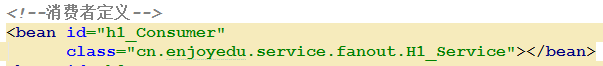 <!--消费者定义-->
<bean id="h1_Consumer"
class="cn.enjoyedu.service.fanout.H1_Service"></bean>